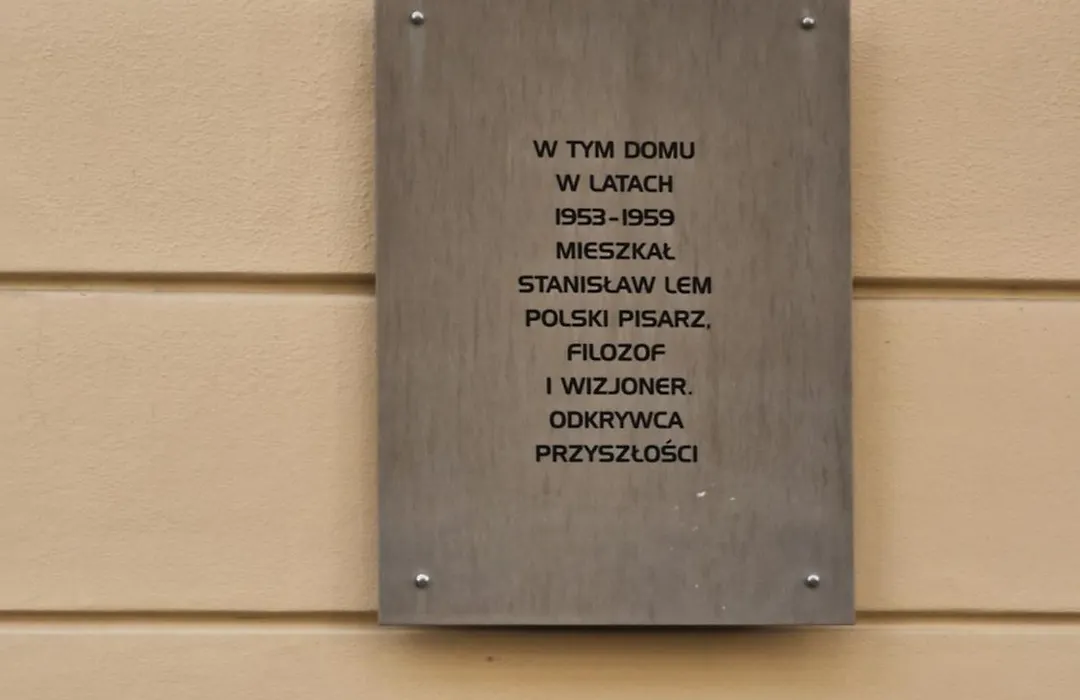 W TYM DOMU
W LATACH
1953-1959
MIESZKAŁ
STANISŁAW LEM
POLSKI PISARZ,
FILOZOF
I WIZJONER.
ODKRYWCA
PRZYSZŁOŚCI